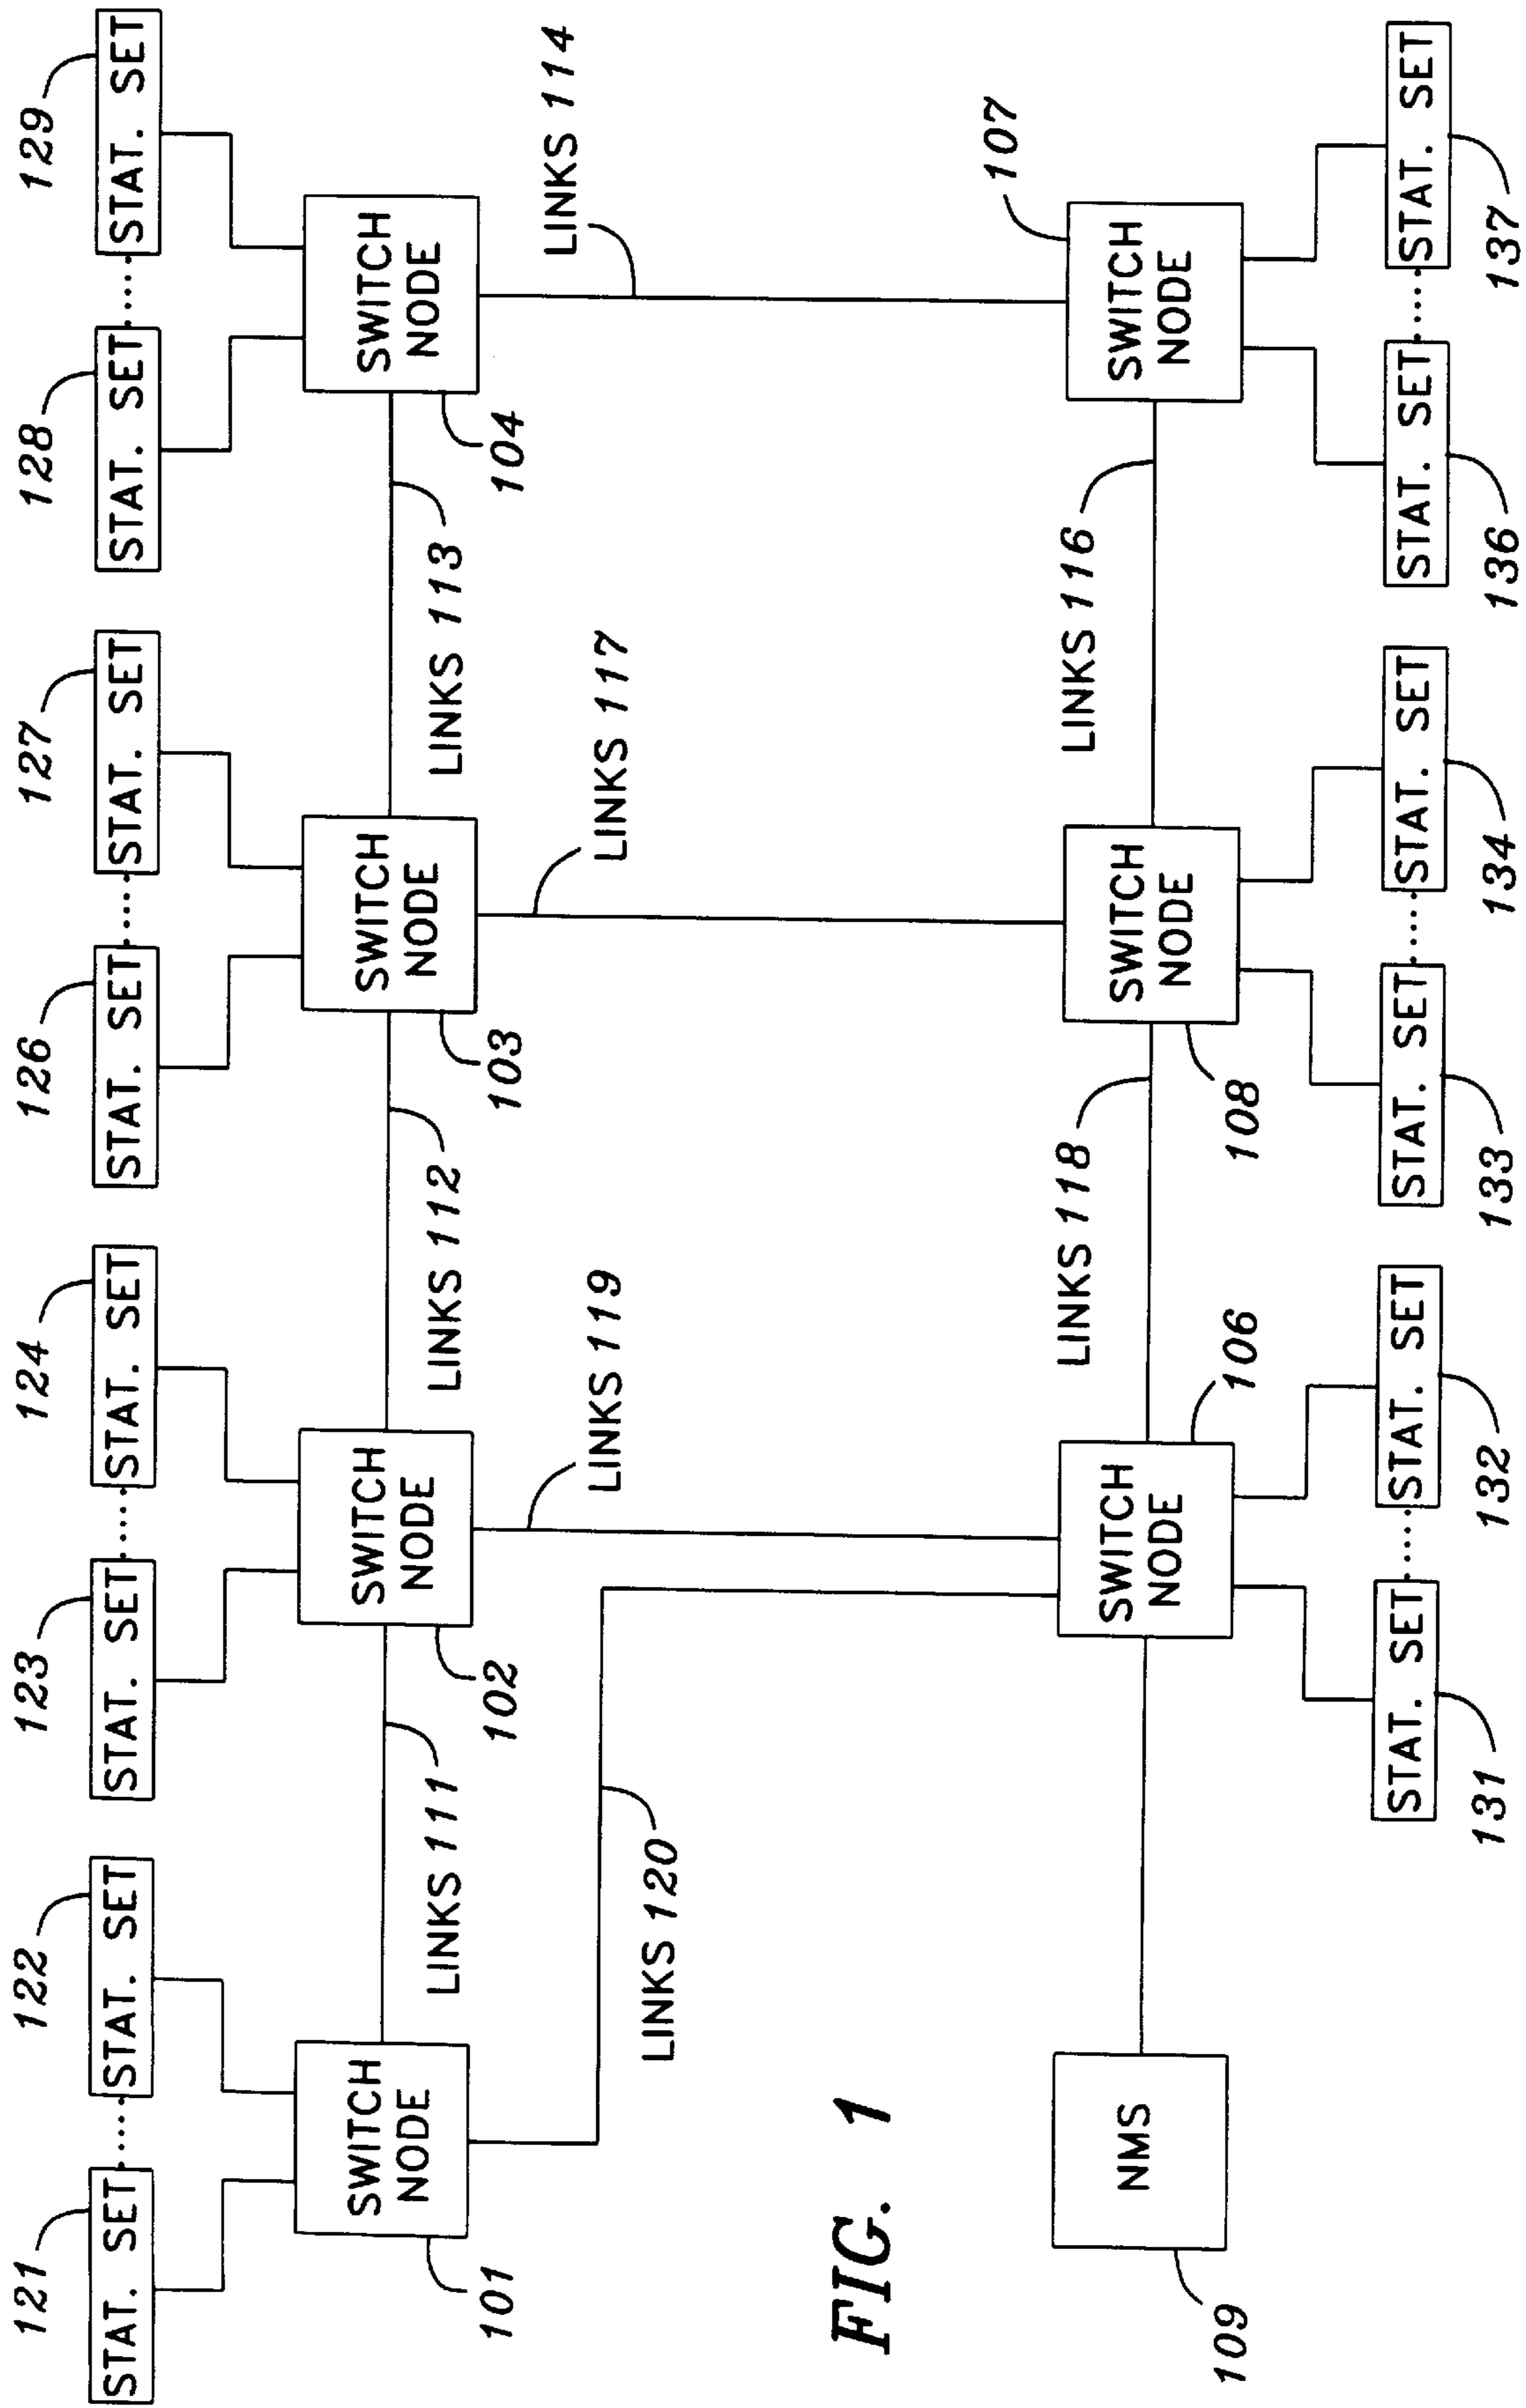 121
122
123
124
126
127
128
129
STAT. SET
STAT. SET
STAT. SET
STAT. SET
STAT. SET
STAT. SET
STAT. SET
STAT. SET
SWITCH
NODE
SWITCH
NODE
SWITCH
NODE
SWITCH
NODE
101
LINKS 111
102
LINKS 112
103
LINKS 113
104
LINKS 120
LINKS 119
LINKS 117
LINKS 114
FIG. 1
LINKS 118
LINKS 116
107
NMS
SWITCH
NODE
SWITCH
NODE
SWITCH
NODE
109
106
108
STAT. SET
STAT. SET
STAT. SET
STAT. SET
STAT. SET
STAT. SET
131
132
133
134
136
137